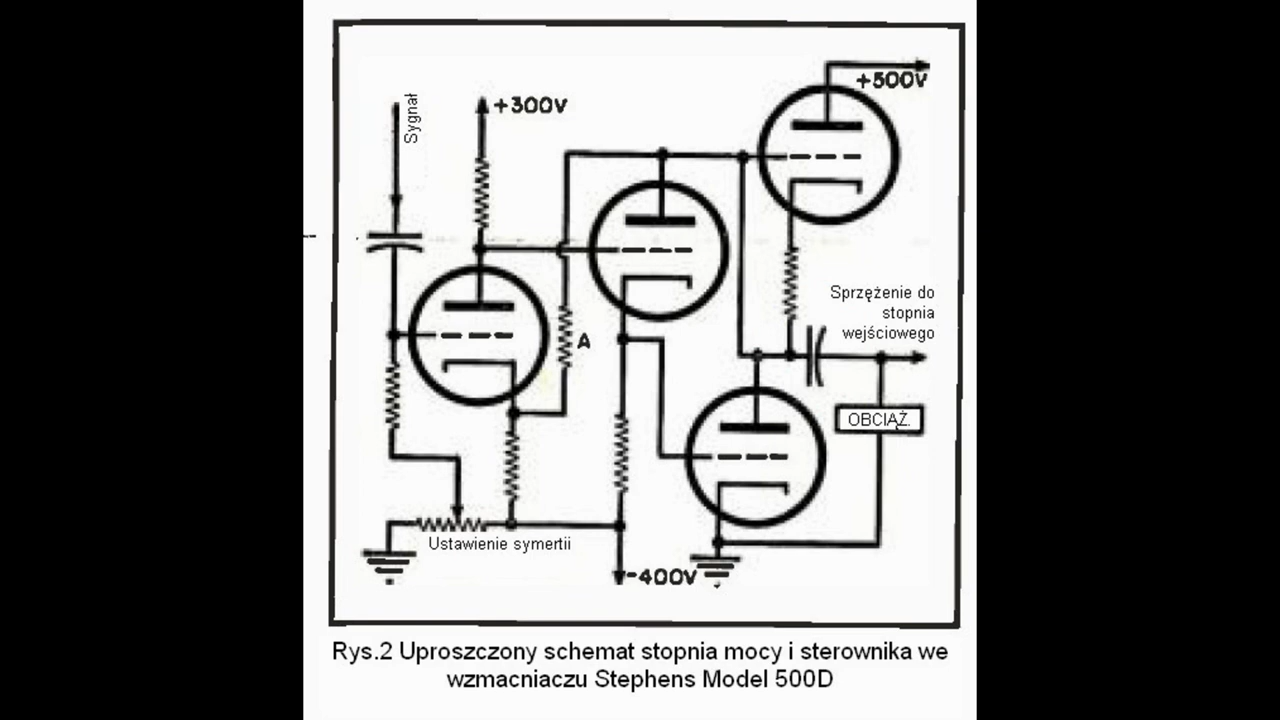 Sygnał
+300V
+500V
A
Sprzężenie do
stopnia
wejściowego
OBCIĄŻ.
Ustawienie symertii
-400V
Rys.2 Uproszczony schemat stopnia mocy i sterownika we
wzmacniaczu Stephens Model 500D